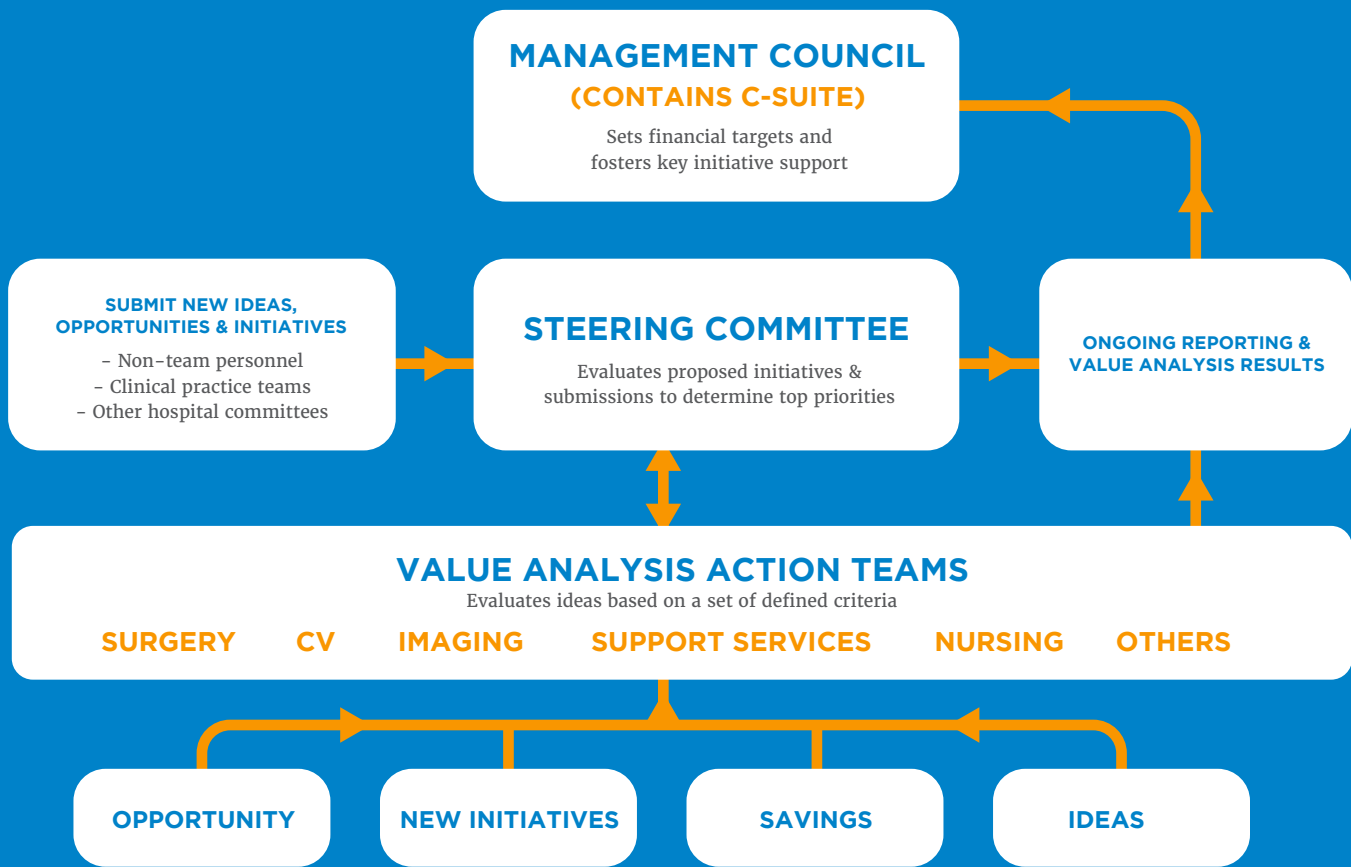 MANAGEMENT COUNCIL
(CONTAINS C-SUITE)
Sets financial targets and
fosters key initiative support
SUBMIT NEW IDEAS,
OPPORTUNITIES & INITIATIVES
- Non-team personnel
- Clinical practice teams
- Other hospital committees
STEERING COMMITTEE
Evaluates proposed initiatives &
submissions to determine top priorities
ONGOING REPORTING &
VALUE ANALYSIS RESULTS
VALUE ANALYSIS ACTION TEAMS
Evaluates ideas based on a set of defined criteria
SURGERY CV IMAGING SUPPORT SERVICES NURSING OTHERS
OPPORTUNITY
NEW INITIATIVES
SAVINGS
IDEAS